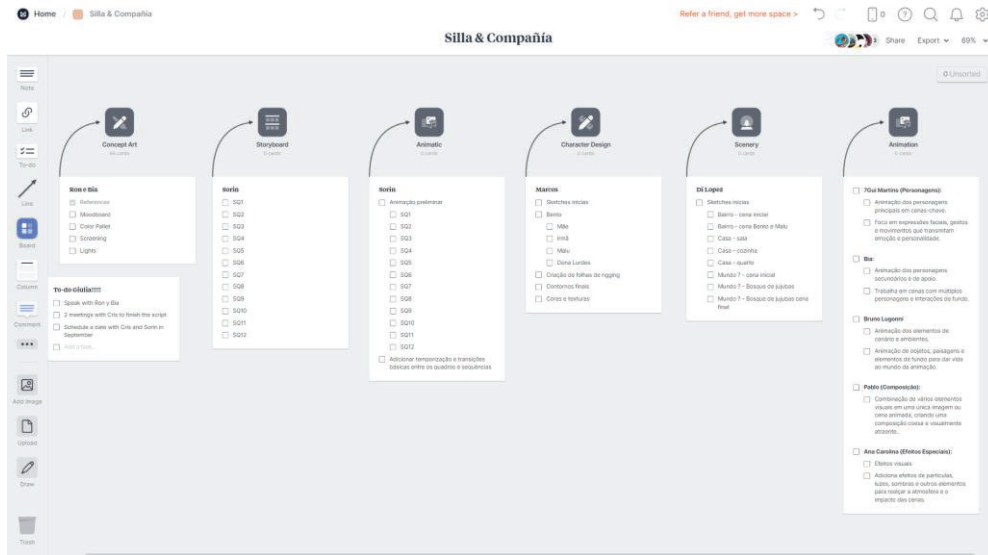 Home / Silla & Compañía
Refer a friend, get more space >
Silla & Compañía
Share
Export
69%
0 Unsorted
Note
Link
To-do
Line
Board
Column
Comment
Add image
Upload
Draw
Trash
Concept Art
Ron e Bia
References
Moodboard
Color Pallet
Screening
Lights
To-do Giulia!!!!
Speak with Ron y Bia
2 meetings with Cris to finish the script
Schedule a date with Cris and Sorin in
September
Add a task...
Storyboard
0 cards
Sorin
SQ1
SQ2
SQ3
SQ4
SQ5
SQ6
SQ7
SQ8
SQ9
SQ10
SQ11
SQ12
Animatic
0 cards
Sorin
Animação preliminar
SQ1
SQ2
SQ3
SQ4
SQ5
SQ6
SQ7
SQ8
SQ9
SQ10
SQ11
SQ12
Adicionar temporização e transições
básicas entre os quadros e sequências
Character Design
0 cards
Marcos
Sketches inicias
Bento
Mãe
Irmã
Malu
Dona Lurdes
Criação de folhas de rigging
Contornos finais
Cores e texturas
Scenery
0 cards
Di Lopez
Sketches inicias
Bairro - cena inicial
Bairro - cena Bento e Malu
Casa - sala
Casa - cozinha
Casa - quarto
Mundo ? - cena inicial
Mundo ? - Bosque de jujubas
Mundo ? - Bosque de jujubas cena
final
Animation
0 cards
?Gui Martins (Personagens):
Animação dos personagens
principais em cenas-chave.
Foco em expressões faciais, gestos
e movimentos que transmitam
emoção e personalidade.
Bia:
Animação dos personagens
secundários e de apoio.
Trabalha em cenas com múltiplos
personagens e interações de fundo.
Bruno Lugonni
Animação dos elementos de
cenário e ambientes.
Animação de objetos, paisagens e
elementos de fundo para dar vida
ao mundo da animação.
Pablo (Composição):
Combinação de vários elementos
visuais em uma única imagem ou
cena animada, criando uma
composição coesa e visualmente
atraente.
Ana Carolina (Efeitos Especiais):
Efeitos visuais
Adiciona efeitos de partículas,
luzes, sombras e outros elementos
para realçar a atmosfera e o
impacto das cenas.